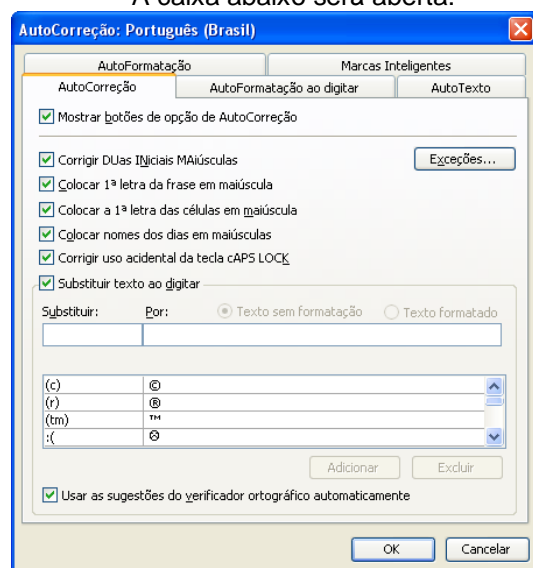 A caixa abaixo será aberta:
AutoCorreção: Português (Brasil)
AutoFormatação Marcas Inteligentes
AutoCorreção AutoFormatação ao digitar AutoTexto
Mostrar botões de opção de AutoCorreção
Corrigir DUas INiciais MAiúsculas Exceções...
Colocar 1ª letra da frase em maiúscula
Colocar a 1ª letra das células em maiúscula
Colocar nomes dos dias em maiúsculas
Corrigir uso acidental da tecla cAPS LOCK
Substituir texto ao digitar
Substituir: Por: Texto sem formatação Texto formatado
(c) ©
(r) ®
(tm) ™
:( ☹
Adicionar Excluir
Usar as sugestões do verificador ortográfico automaticamente
OK Cancelar